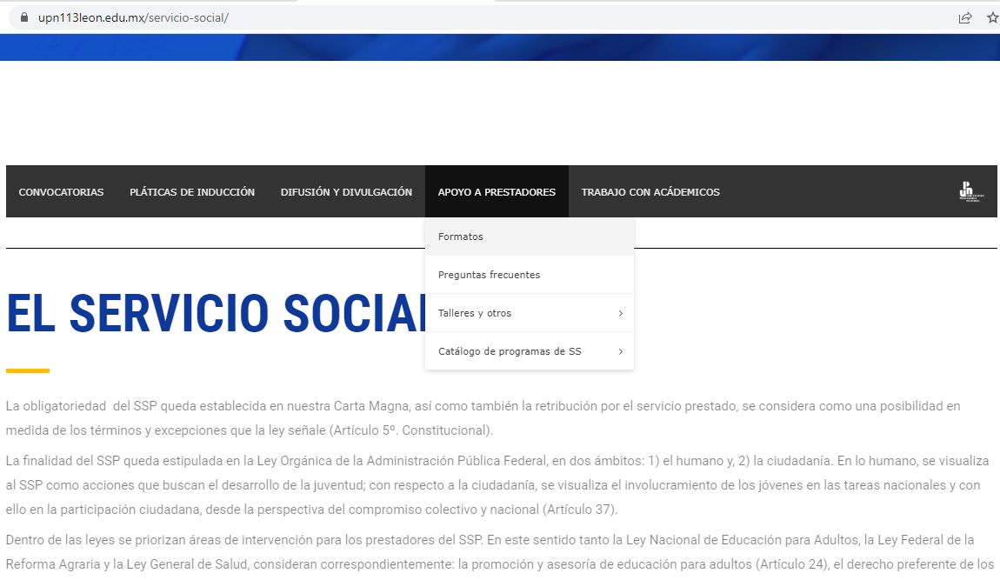 upn113leon.edu.mx/servicio-social/
CONVOCATORIAS PLÁTICAS DE INDUCCIÓN DIFUSIÓN Y DIVULGACIÓN APOYO A PRESTADORES TRABAJO CON ACÁDEMICOS
Formatos
Preguntas frecuentes
Talleres y otros
Catálogo de programas de SS
EL SERVICIO SOCIAL
La obligatoriedad del SSP queda establecida en nuestra Carta Magna, así como también la retribución por el servicio prestado, se considera como una posibilidad en
medida de los términos y excepciones que la ley señale (Artículo 5º. Constitucional).
La finalidad del SSP queda estipulada en la Ley Orgánica de la Administración Pública Federal, en dos ámbitos: 1) el humano y, 2) la ciudadanía. En lo humano, se visualiza
al SSP como acciones que buscan el desarrollo de la juventud; con respecto a la ciudadanía, se visualiza el involucramiento de los jóvenes en las tareas nacionales y con
ello en la participación ciudadana, desde la perspectiva del compromiso colectivo y nacional (Artículo 37).
Dentro de las leyes se priorizan áreas de intervención para los prestadores del SSP. En este sentido tanto la Ley Nacional de Educación para Adultos, la Ley Federal de la
Reforma Agraria y la Ley General de Salud, consideran correspondientemente: la promoción y asesoría de educación para adultos (Artículo 24), el derecho preferente de los